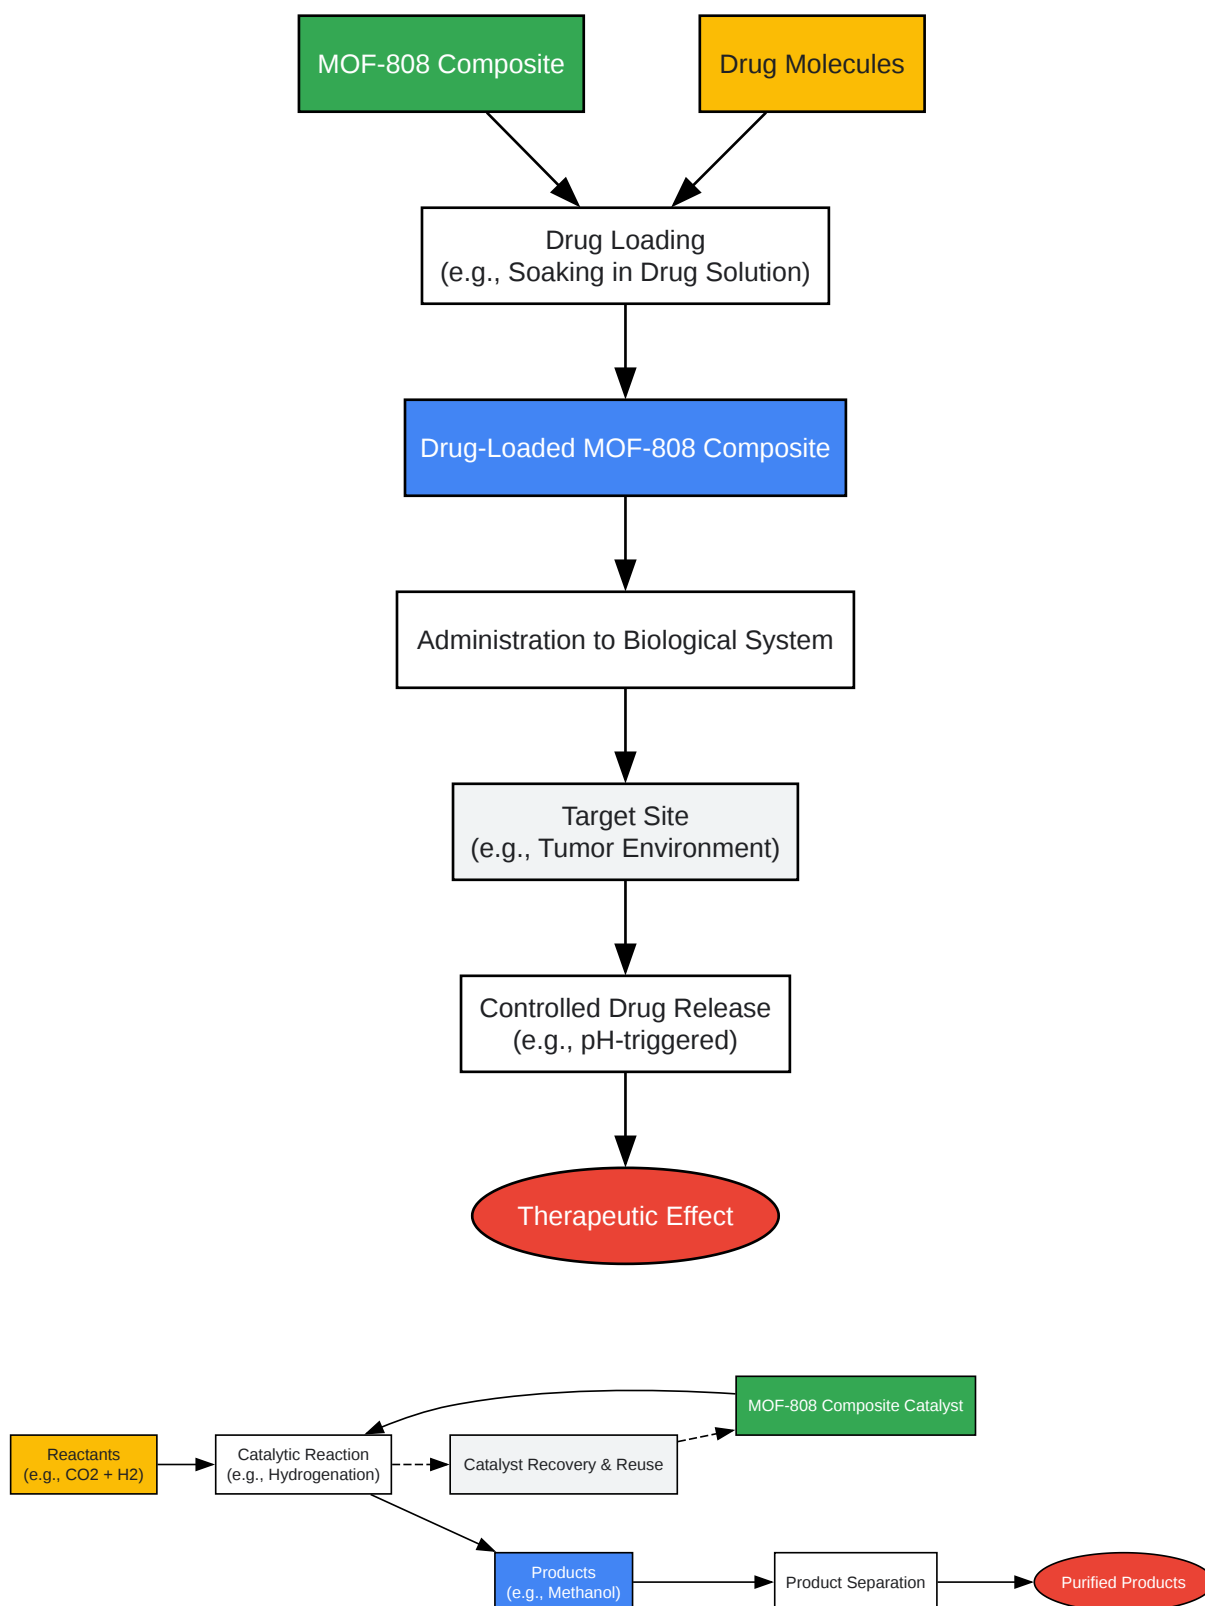 MOF-808 Composite
Drug Molecules
Drug Loading
(e.g., Soaking in Drug Solution)
Drug-Loaded MOF-808 Composite
Administration to Biological System
Target Site
(e.g., Tumor Environment)
Controlled Drug Release
(e.g., pH-triggered)
Therapeutic Effect
MOF-808 Composite Catalyst
Reactants
(e.g., CO2 + H2)
Catalytic Reaction
(e.g., Hydrogenation)
Catalyst Recovery & Reuse
Products
(e.g., Methanol)
Product Separation
Purified Products